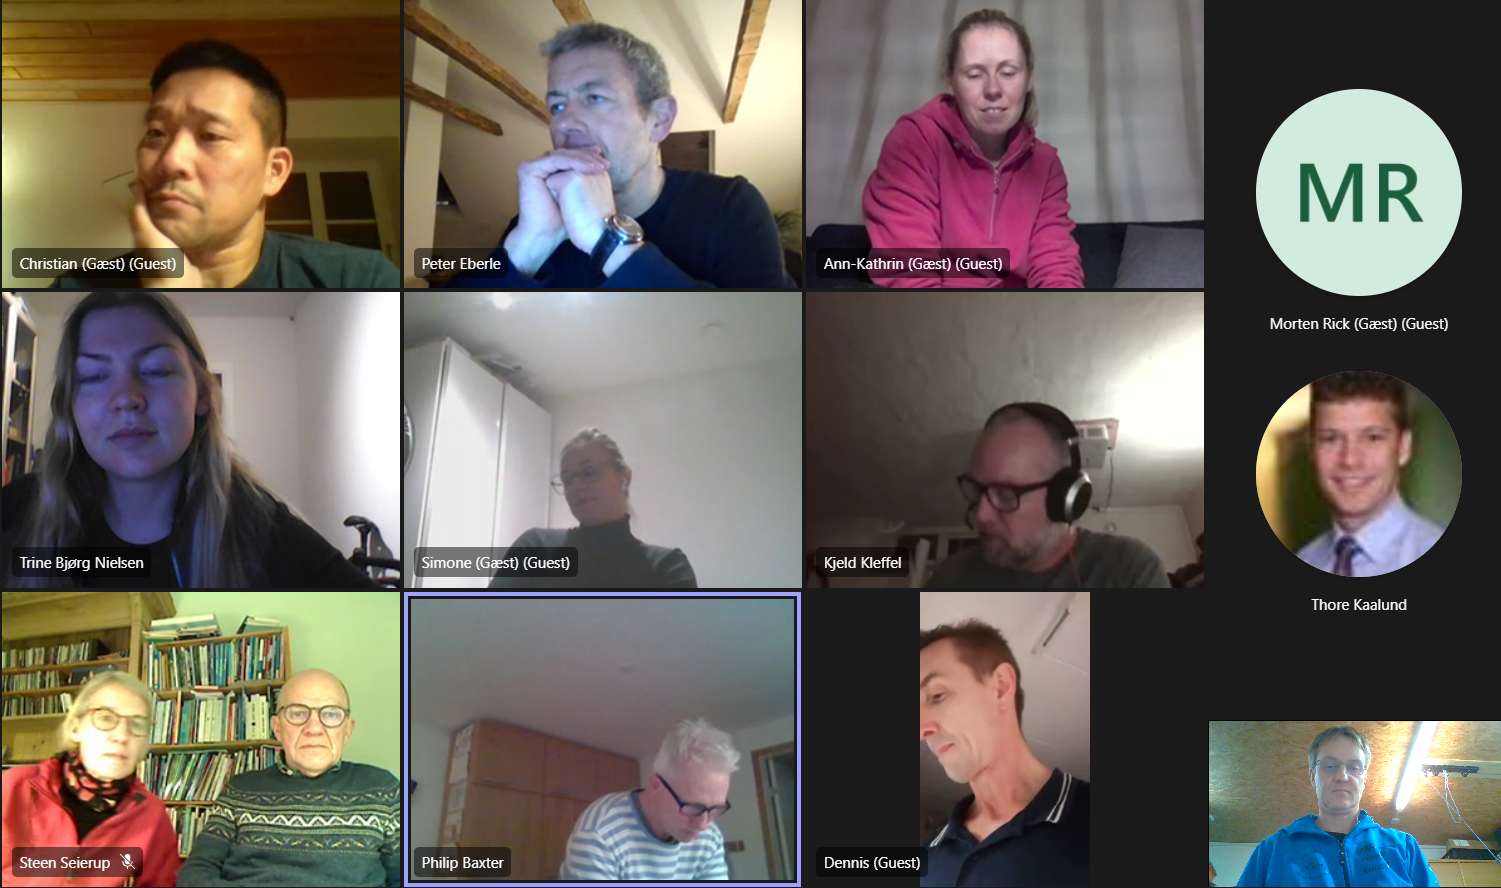 Christian (Gæst) (Guest)
Peter Eberle
Ann-Kathrin (Gæst) (Guest)
MR
Morten Rick (Gæst) (Guest)
Trine Bjørg Nielsen
Simone (Gæst) (Guest)
Kjeld Kleffel
Thore Kaalund
Steen Seierup
Philip Baxter
Dennis (Guest)